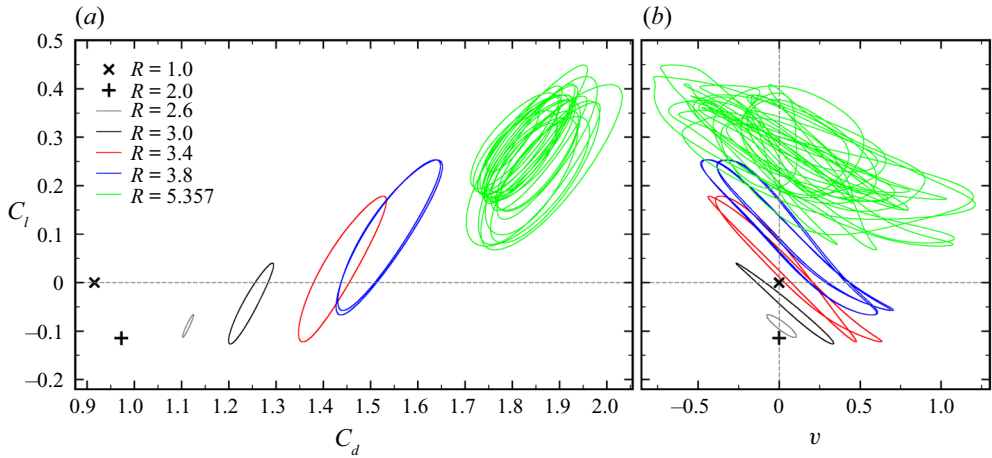 (a)
(b)
0.5
0.4
0.3
0.2
0.1
0
–0.1
–0.2
C_l
R = 1.0
R = 2.0
R = 2.6
R = 3.0
R = 3.4
R = 3.8
R = 5.357
0.9 1.0 1.1 1.2 1.3 1.4 1.5 1.6 1.7 1.8 1.9 2.0
–0.5 0 0.5 1.0
C_d
v